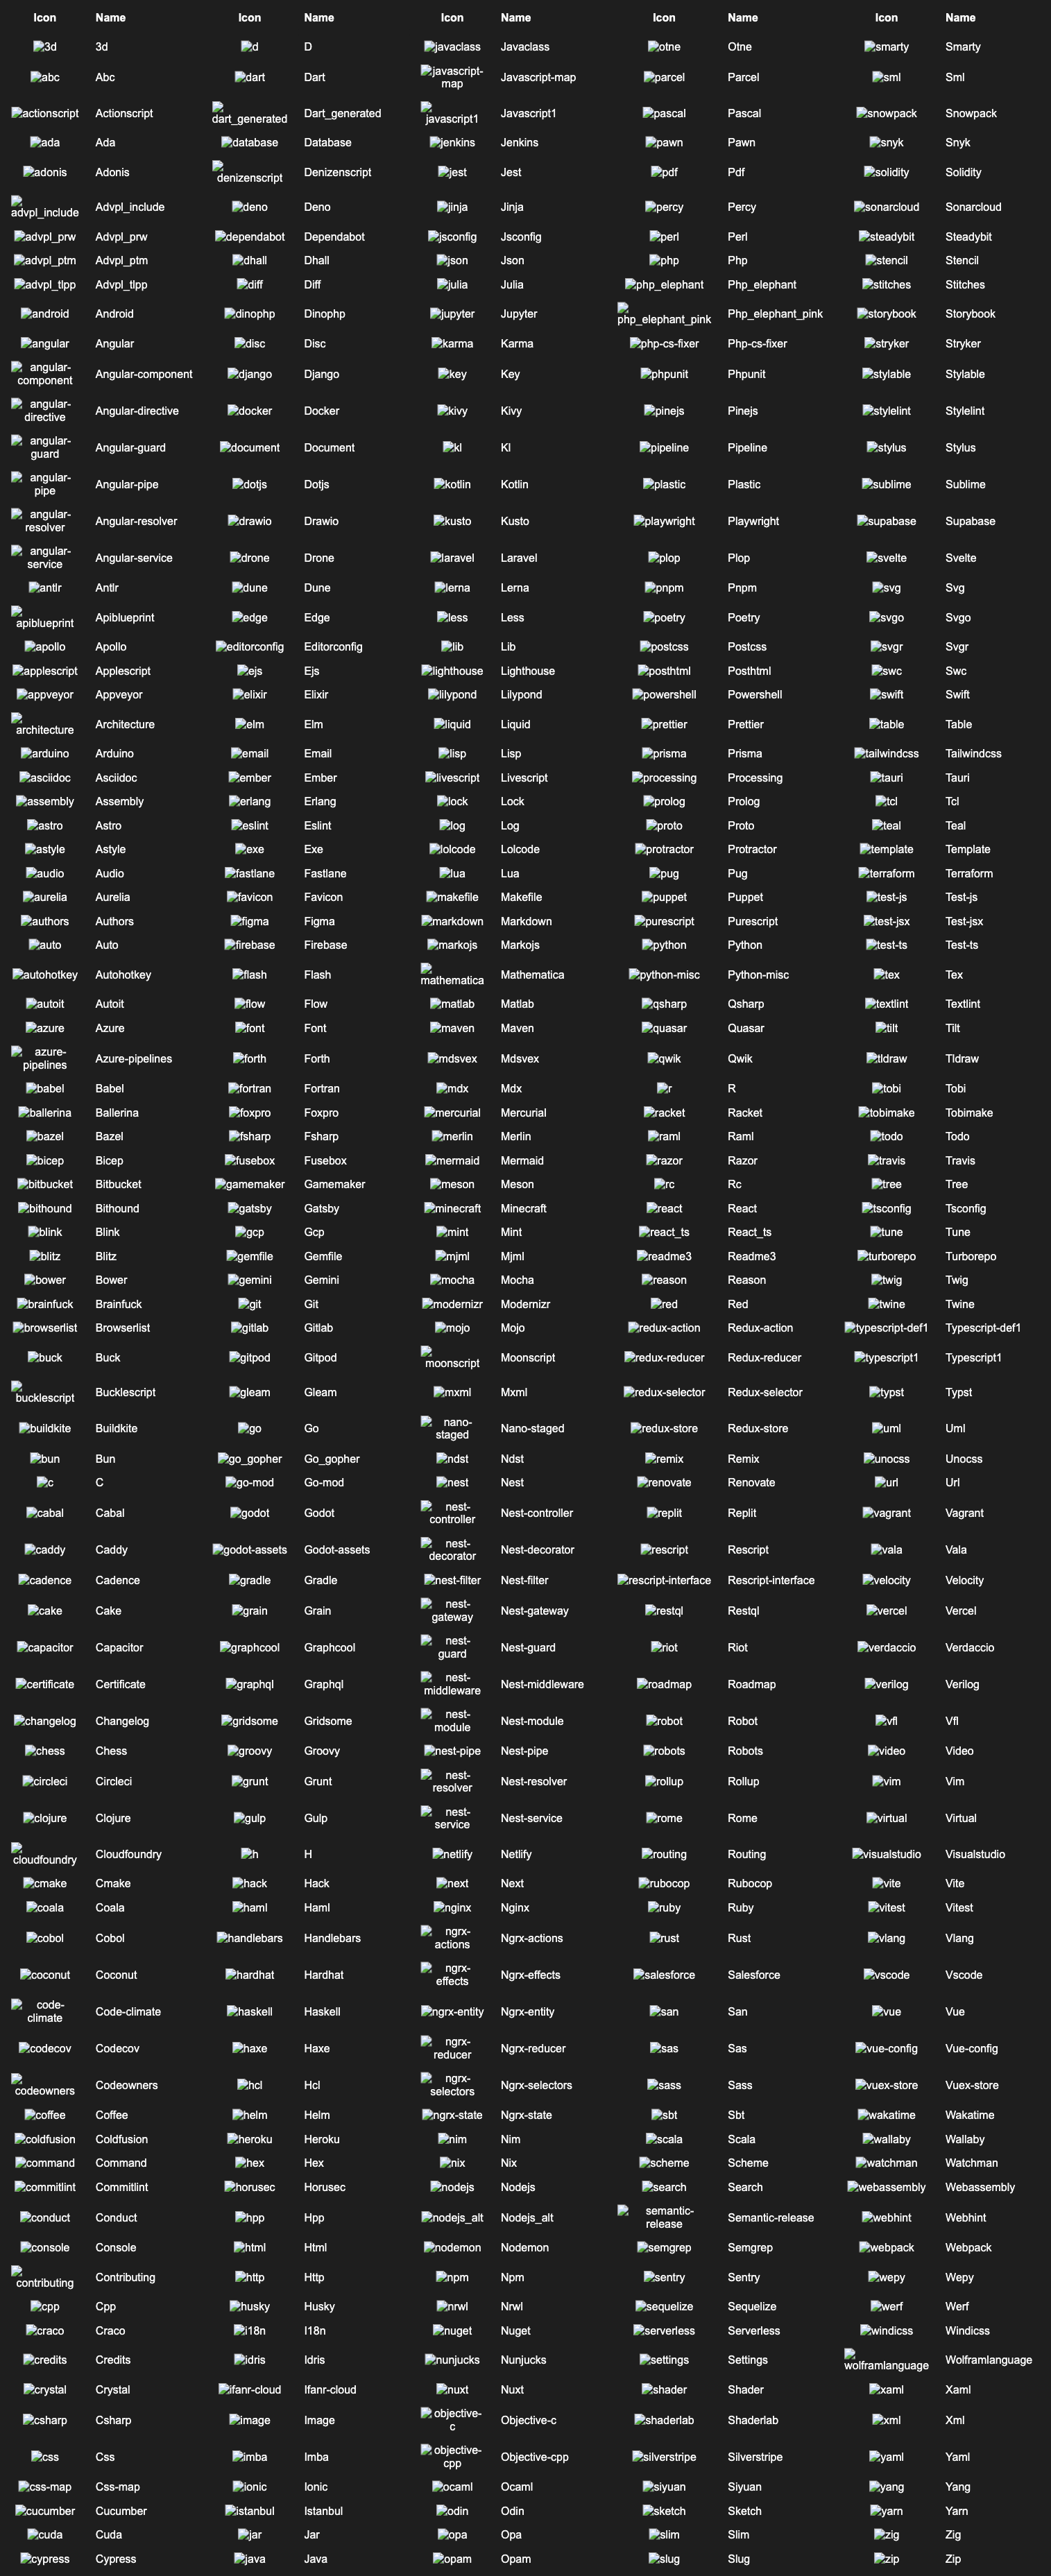 Icon Name Icon Name Icon Name Icon Name Icon Name
3d 3d d D javaclass Javaclass otne Otne smarty Smarty
abc Abc dart Dart javascript-map Javascript-map parcel Parcel sml Sml
actionscript Actionscript dart_generated Dart_generated javascript1 Javascript1 pascal Pascal snowpack Snowpack
ada Ada database Database jenkins Jenkins pawn Pawn snyk Snyk
adonis Adonis denizenscript Denizenscript jest Jest pdf Pdf solidity Solidity
advpl_include Advpl_include deno Deno jinja Jinja percy Percy sonarcloud Sonarcloud
advpl_prw Advpl_prw dependabot Dependabot jsconfig Jsconfig perl Perl steadybit Steadybit
advpl_ptm Advpl_ptm dhall Dhall json Json php Php stencil Stencil
advpl_tlpp Advpl_tlpp diff Diff julia Julia php_elephant Php_elephant stitches Stitches
android Android dinophp Dinophp jupyter Jupyter php_elephant_pink Php_elephant_pink storybook Storybook
angular Angular disc Disc karma Karma php-cs-fixer Php-cs-fixer stryker Stryker
angular-component Angular-component django Django key Key phpunit Phpunit stylable Stylable
angular-directive Angular-directive docker Docker kivy Kivy pinejs Pinejs stylelint Stylelint
angular-guard Angular-guard document Document kl Kl pipeline Pipeline stylus Stylus
angular-pipe Angular-pipe dotjs Dotjs kotlin Kotlin plastic Plastic sublime Sublime
angular-resolver Angular-resolver drawio Drawio kusto Kusto playwright Playwright supabase Supabase
angular-service Angular-service drone Drone laravel Laravel plop Plop svelte Svelte
antlr Antlr dune Dune lerna Lerna pnpm Pnpm svg Svg
apiblueprint Apiblueprint edge Edge less Less poetry Poetry svgo Svgo
apollo Apollo editorconfig Editorconfig lib Lib postcss Postcss svgr Svgr
applescript Applescript ejs Ejs lighthouse Lighthouse posthtml Posthtml swc Swc
appveyor Appveyor elixir Elixir lilypond Lilypond powershell Powershell swift Swift
architecture Architecture elm Elm liquid Liquid prettier Prettier table Table
arduino Arduino email Email lisp Lisp prisma Prisma tailwindcss Tailwindcss
asciidoc Asciidoc ember Ember livescript Livescript processing Processing tauri Tauri
assembly Assembly erlang Erlang lock Lock prolog Prolog tcl Tcl
astro Astro eslint Eslint log Log proto Proto teal Teal
astyle Astyle exe Exe lolcode Lolcode protractor Protractor template Template
audio Audio fastlane Fastlane lua Lua pug Pug terraform Terraform
aurelia Aurelia favicon Favicon makefile Makefile puppet Puppet test-js Test-js
authors Authors figma Figma markdown Markdown purescript Purescript test-jsx Test-jsx
auto Auto firebase Firebase markojs Markojs python Python test-ts Test-ts
autohotkey Autohotkey flash Flash mathematica Mathematica python-misc Python-misc tex Tex
autoit Autoit flow Flow matlab Matlab qsharp Qsharp textlint Textlint
azure Azure font Font maven Maven quasar Quasar tilt Tilt
azure-pipelines Azure-pipelines forth Forth mdsvex Mdsvex qwik Qwik tldraw Tldraw
babel Babel fortran Fortran mdx Mdx r R tobi Tobi
ballerina Ballerina foxpro Foxpro mercurial Mercurial racket Racket tobimake Tobimake
bazel Bazel fsharp Fsharp merlin Merlin raml Raml todo Todo
bicep Bicep fusebox Fusebox mermaid Mermaid razor Razor travis Travis
bitbucket Bitbucket gamemaker Gamemaker meson Meson rc Rc tree Tree
bithound Bithound gatsby Gatsby minecraft Minecraft react React tsconfig Tsconfig
blink Blink gcp Gcp mint Mint react_ts React_ts tune Tune
blitz Blitz gemfile Gemfile mjml Mjml readme3 Readme3 turborepo Turborepo
bower Bower gemini Gemini mocha Mocha reason Reason twig Twig
brainfuck Brainfuck git Git modernizr Modernizr red Red twine Twine
browserlist Browserlist gitlab Gitlab mojo Mojo redux-action Redux-action typescript-def1 Typescript-def1
buck Buck gitpod Gitpod moonscript Moonscript redux-reducer Redux-reducer typescript1 Typescript1
bucklescript Bucklescript gleam Gleam mxml Mxml redux-selector Redux-selector typst Typst
buildkite Buildkite go Go nano-staged Nano-staged redux-store Redux-store uml Uml
bun Bun go_gopher Go_gopher ndst Ndst remix Remix unocss Unocss
c C go-mod Go-mod nest Nest renovate Renovate url Url
cabal Cabal godot Godot nest-controller Nest-controller replit Replit vagrant Vagrant
caddy Caddy godot-assets Godot-assets nest-decorator Nest-decorator rescript Rescript vala Vala
cadence Cadence gradle Gradle nest-filter Nest-filter rescript-interface Rescript-interface velocity Velocity
cake Cake grain Grain nest-gateway Nest-gateway restql Restql vercel Vercel
capacitor Capacitor graphcool Graphcool nest-guard Nest-guard riot Riot verdaccio Verdaccio
certificate Certificate graphql Graphql nest-middleware Nest-middleware roadmap Roadmap verilog Verilog
changelog Changelog gridsome Gridsome nest-module Nest-module robot Robot vfl Vfl
chess Chess groovy Groovy nest-pipe Nest-pipe robots Robots video Video
circleci Circleci grunt Grunt nest-resolver Nest-resolver rollup Rollup vim Vim
clojure Clojure gulp Gulp nest-service Nest-service rome Rome virtual Virtual
cloudfoundry Cloudfoundry h H netlify Netlify routing Routing visualstudio Visualstudio
cmake Cmake hack Hack next Next rubocop Rubocop vite Vite
coala Coala haml Haml nginx Nginx ruby Ruby vitest Vitest
cobol Cobol handlebars Handlebars ngrx-actions Ngrx-actions rust Rust vlang Vlang
coconut Coconut hardhat Hardhat ngrx-effects Ngrx-effects salesforce Salesforce vscode Vscode
code-climate Code-climate haskell Haskell ngrx-entity Ngrx-entity san San vue Vue
codecov Codecov haxe Haxe ngrx-reducer Ngrx-reducer sas Sas vue-config Vue-config
codeowners Codeowners hcl Hcl ngrx-selectors Ngrx-selectors sass Sass vuex-store Vuex-store
coffee Coffee helm Helm ngrx-state Ngrx-state sbt Sbt wakatime Wakatime
coldfusion Coldfusion heroku Heroku nim Nim scala Scala wallaby Wallaby
command Command hex Hex nix Nix scheme Scheme watchman Watchman
commitlint Commitlint horusec Horusec nodejs Nodejs search Search webassembly Webassembly
conduct Conduct hpp Hpp nodejs_alt Nodejs_alt semantic-release Semantic-release webhint Webhint
console Console html Html nodemon Nodemon semgrep Semgrep webpack Webpack
contributing Contributing http Http npm Npm sentry Sentry wepy Wepy
cpp Cpp husky Husky nrwl Nrwl sequelize Sequelize werf Werf
craco Craco i18n I18n nuget Nuget serverless Serverless windicss Windicss
credits Credits idris Idris nunjucks Nunjucks settings Settings wolframlanguage Wolframlanguage
crystal Crystal ifanr-cloud Ifanr-cloud nuxt Nuxt shader Shader xaml Xaml
csharp Csharp image Image objective-c Objective-c shaderlab Shaderlab xml Xml
css Css imba Imba objective-cpp Objective-cpp silverstripe Silverstripe yaml Yaml
css-map Css-map ionic Ionic ocaml Ocaml siyuan Siyuan yang Yang
cucumber Cucumber istanbul Istanbul odin Odin sketch Sketch yarn Yarn
cuda Cuda jar Jar opa Opa slim Slim zig Zig
cypress Cypress java Java opam Opam slug Slug zip Zip